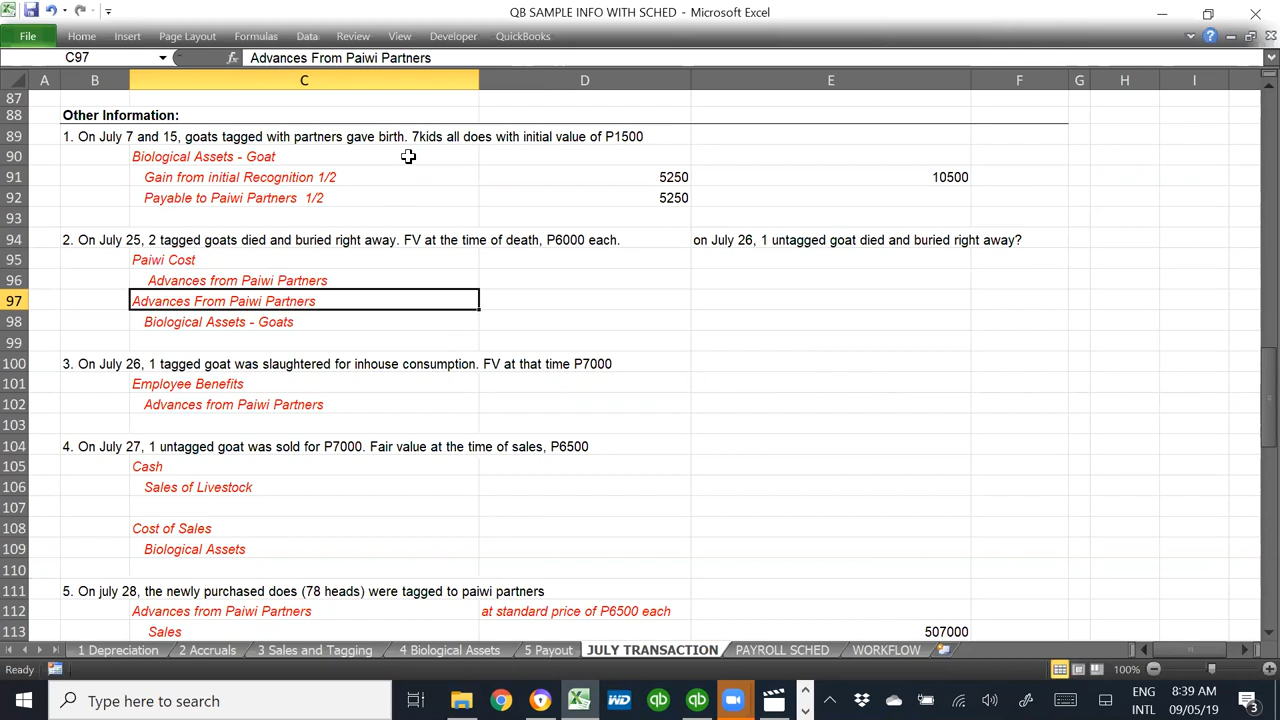 QB SAMPLE INFO WITH SCHED - Microsoft Excel
File Home Insert Page Layout Formulas Data Review View Developer QuickBooks
C97 fx Advances From Paiwi Partners
A B C D E F G H I
87
88 Other Information:
89 1. On July 7 and 15, goats tagged with partners gave birth. 7kids all does with initial value of P1500
90 Biological Assets - Goat
91 Gain from initial Recognition 1/2 5250 10500
92 Payable to Paiwi Partners 1/2 5250
93
94 2. On July 25, 2 tagged goats died and buried right away. FV at the time of death, P6000 each. on July 26, 1 untagged goat died and buried right away?
95 Paiwi Cost
96 Advances from Paiwi Partners
97 Advances From Paiwi Partners
98 Biological Assets - Goats
99
100 3. On July 26, 1 tagged goat was slaughtered for inhouse consumption. FV at that time P7000
101 Employee Benefits
102 Advances from Paiwi Partners
103
104 4. On July 27, 1 untagged goat was sold for P7000. Fair value at the time of sales, P6500
105 Cash
106 Sales of Livestock
107
108 Cost of Sales
109 Biological Assets
110
111 5. On july 28, the newly purchased does (78 heads) were tagged to paiwi partners
112 Advances from Paiwi Partners at standard price of P6500 each
113 Sales 507000
1 Depreciation 2 Accruals 3 Sales and Tagging 4 Biological Assets 5 Payout JULY TRANSACTION PAYROLL SCHED WORKFLOW
Ready 100%
Type here to search WD qb qb ENG 8:39 AM
INTL 09/05/19 3